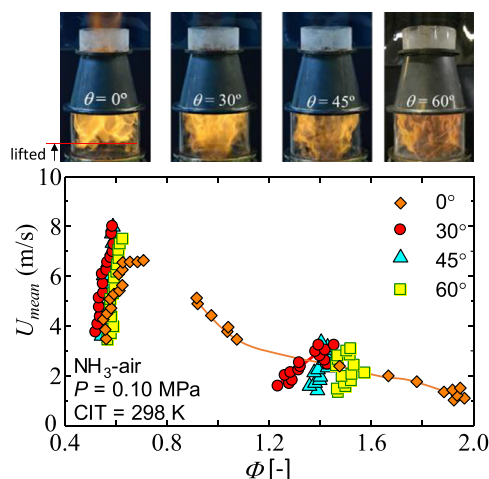 θ = 0° θ = 30° θ = 45° θ = 60°
lifted
10
8
6
4
2
0
U_mean (m/s)
0°
30°
45°
60°
NH₃-air
P = 0.10 MPa
CIT = 298 K
0.4 0.8 1.2 1.6 2.0
Φ [-]